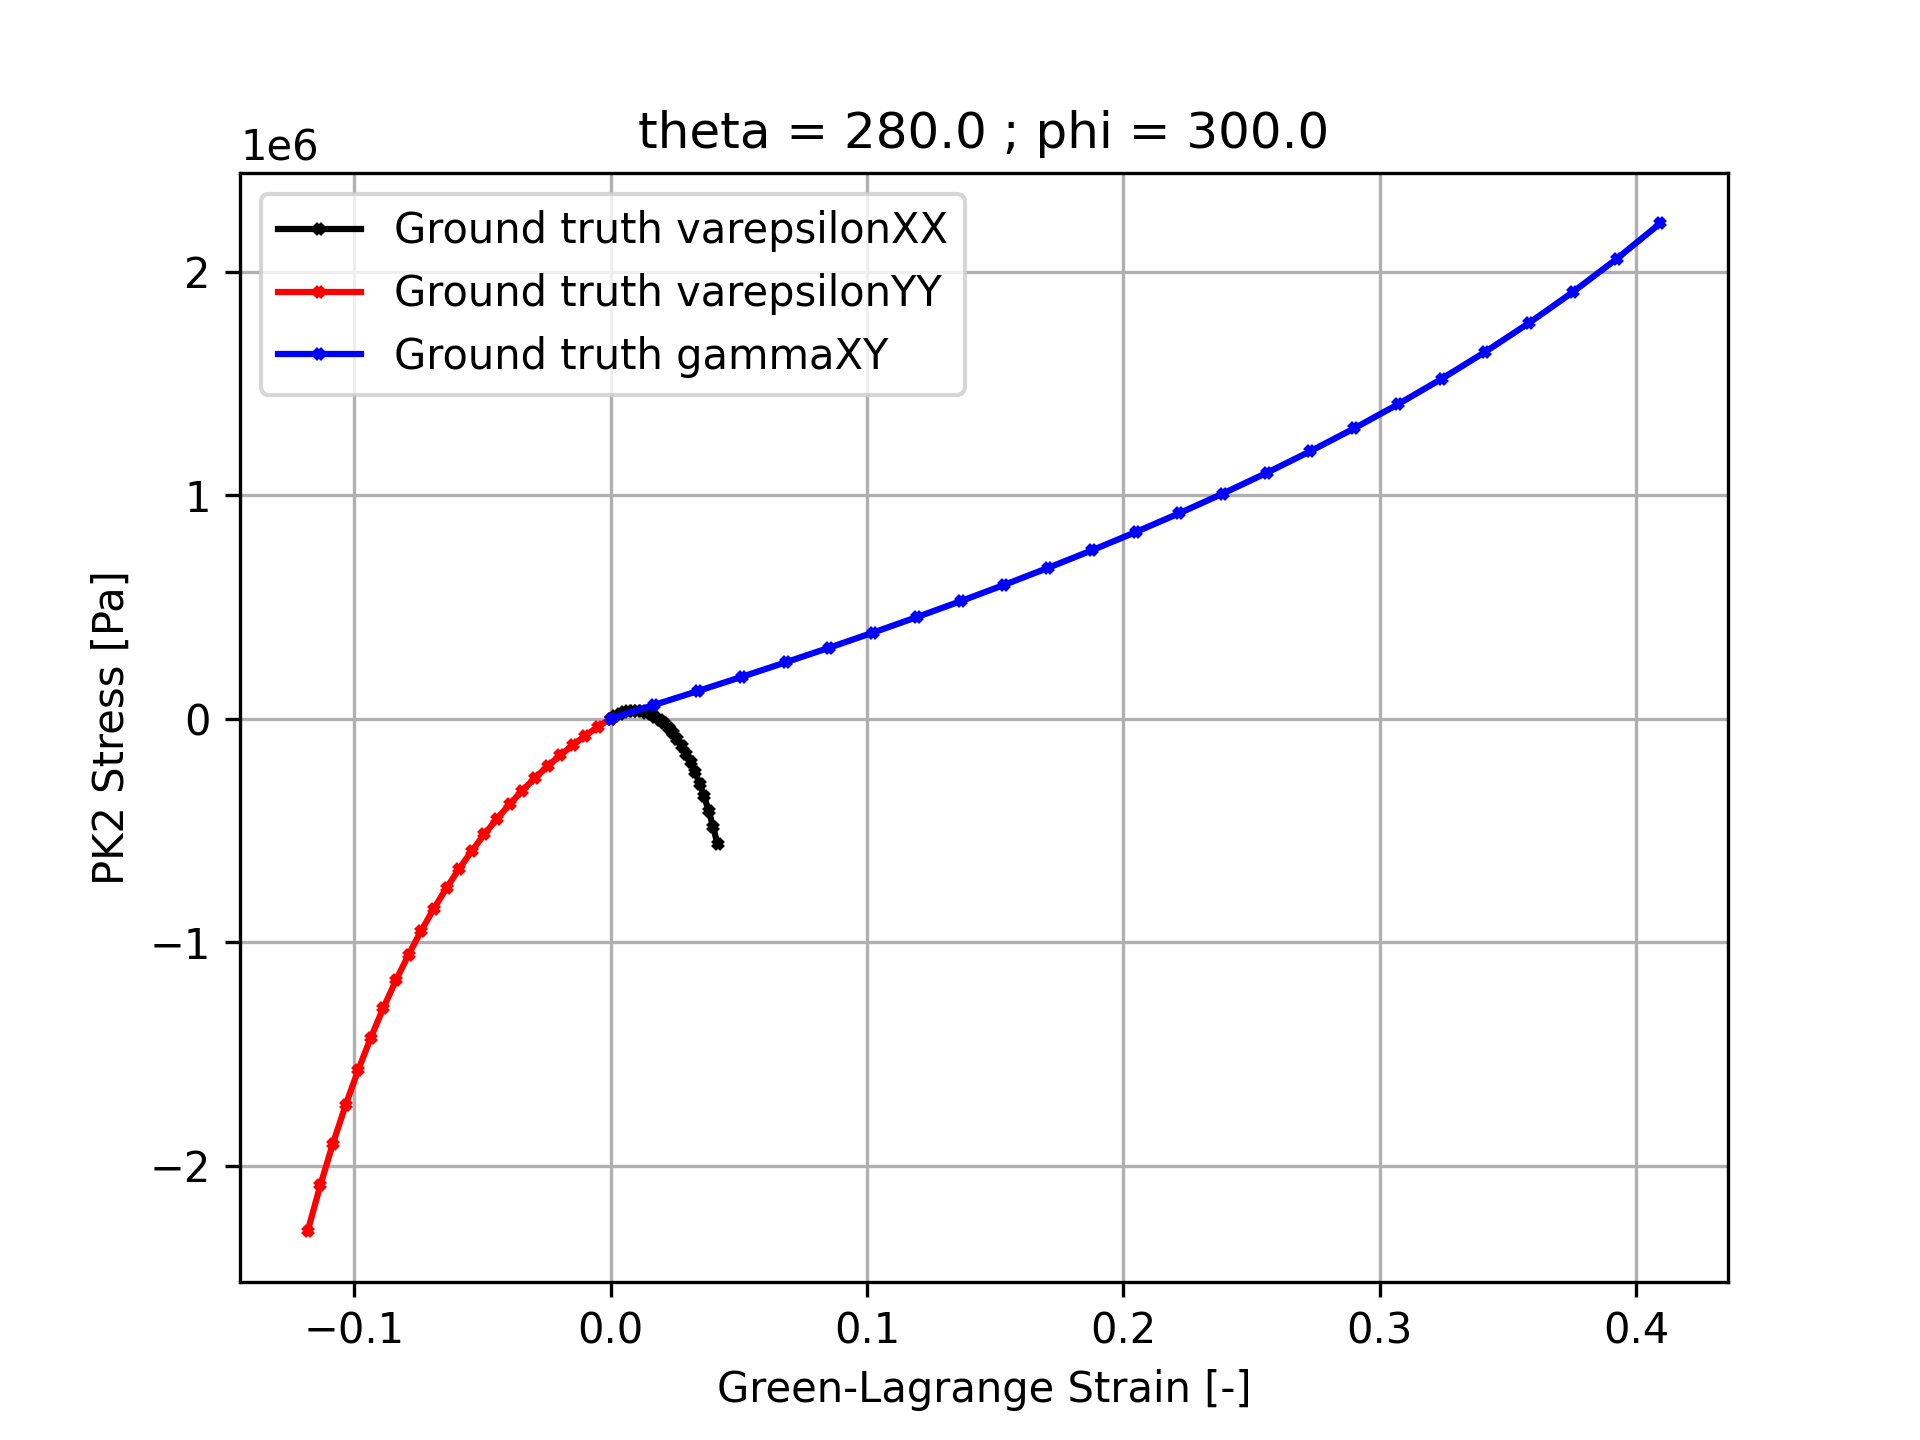 theta = 280.0 ; phi = 300.0
1e6
Ground truth varepsilonXX
Ground truth varepsilonYY
Ground truth gammaXY
2
1
0
−1
−2
PK2 Stress [Pa]
−0.1 0.0 0.1 0.2 0.3 0.4
Green-Lagrange Strain [-]